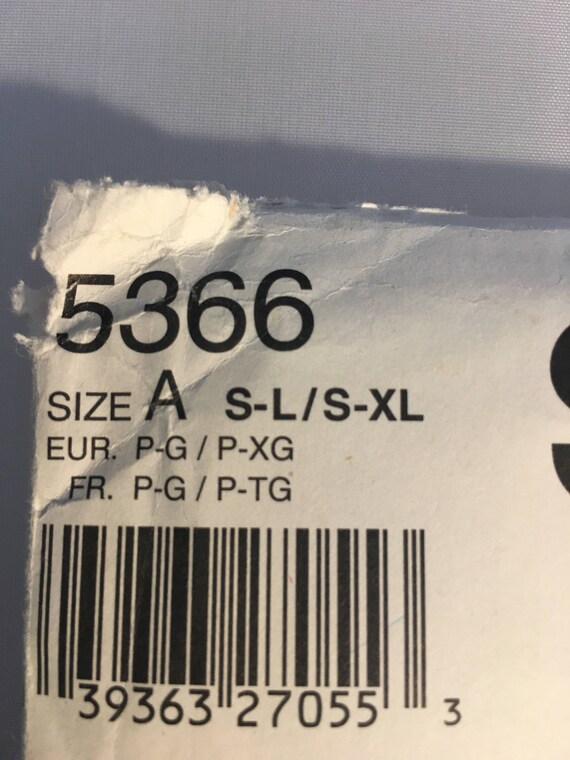 5366
SIZE A S-L/S-XL
EUR. P-G / P-XG
FR. P-G / P-TG
39363 27055 3